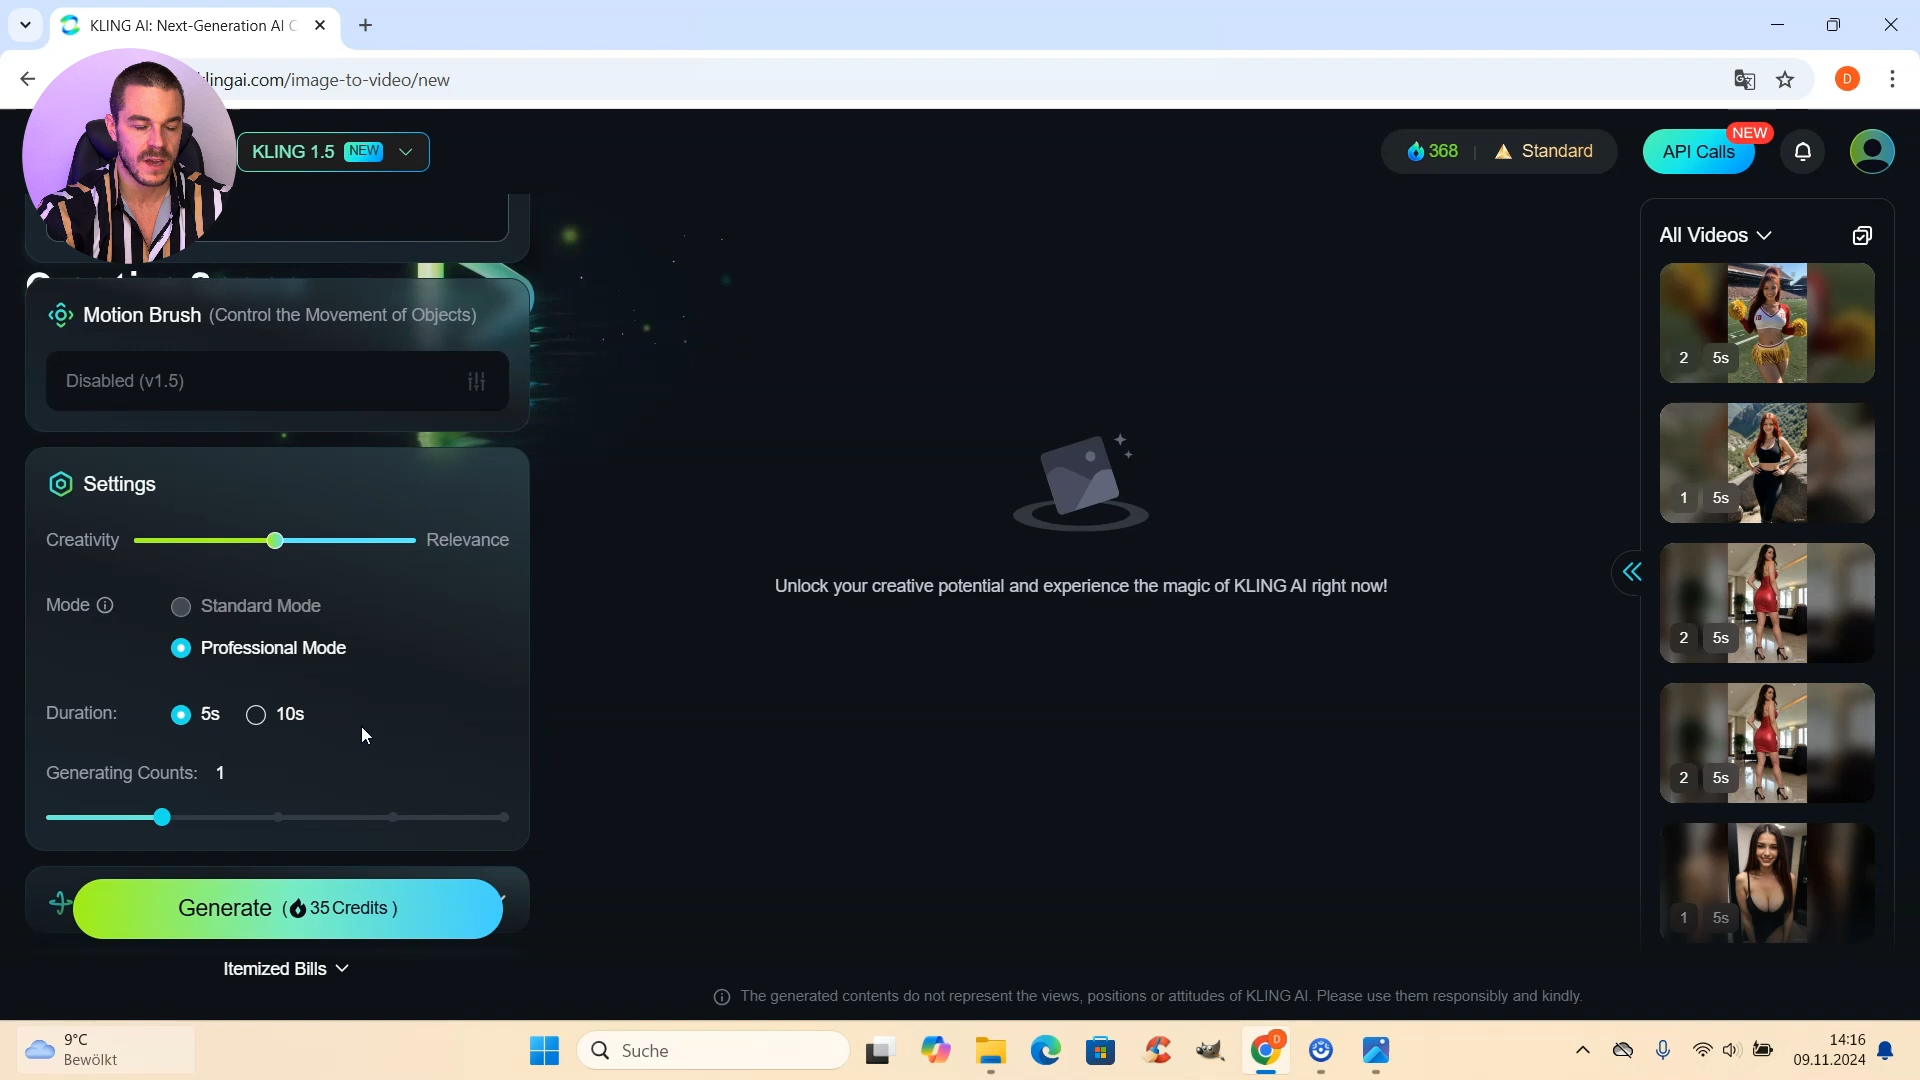 KLING AI: Next-Generation AI C
klingai.com/image-to-video/new
D
KLING 1.5 NEW
368 | Standard
API Calls
NEW
All Videos
Motion Brush (Control the Movement of Objects)
Disabled (v1.5)
Settings
Creativity
Relevance
Mode
Standard Mode
Professional Mode
Duration: 5s 10s
Generating Counts: 1
Generate ( 35 Credits )
Itemized Bills
Unlock your creative potential and experience the magic of KLING AI right now!
2 5s
1 5s
2 5s
2 5s
1 5s
The generated contents do not represent the views, positions or attitudes of KLING AI. Please use them responsibly and kindly.
9°C
Bewölkt
Suche
D
14:16
09.11.2024